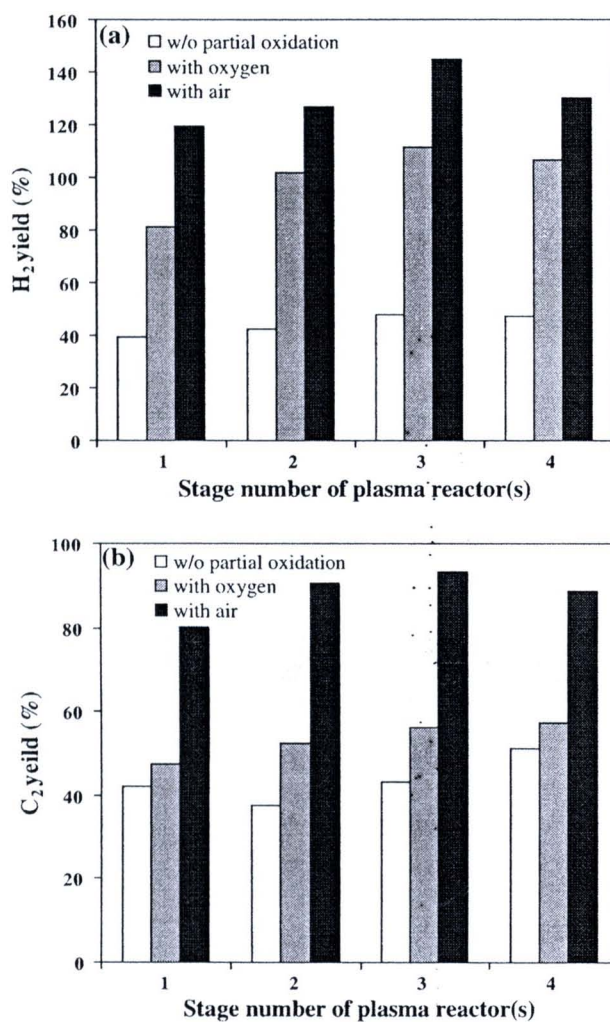 (a)
w/o partial oxidation
with oxygen
with air
H2 yield (%)
160
140
120
100
80
60
40
20
0
1 2 3 4
Stage number of plasma reactor(s)
(b)
w/o partial oxidation
with oxygen
with air
C2 yeild (%)
100
80
60
40
20
0
1 2 3 4
Stage number of plasma reactor(s)